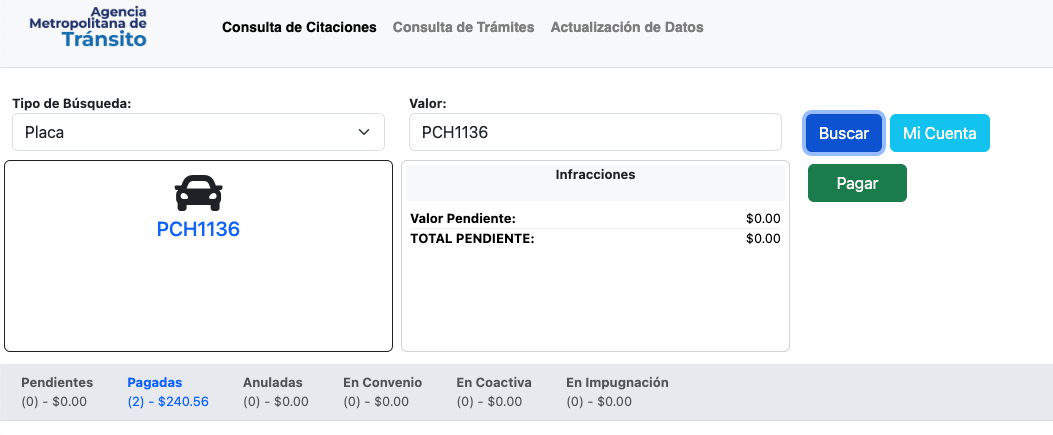 Agencia
Metropolitana de
Tránsito
Consulta de Citaciones Consulta de Trámites Actualización de Datos
Tipo de Búsqueda:
Placa
Valor:
PCH1136
Buscar
Mi Cuenta
Pagar
PCH1136
Infracciones
Valor Pendiente: $0.00
TOTAL PENDIENTE: $0.00
Pendientes Pagadas Anuladas En Convenio En Coactiva En Impugnación
(0) - $0.00 (2) - $240.56 (0) - $0.00 (0) - $0.00 (0) - $0.00 (0) - $0.00